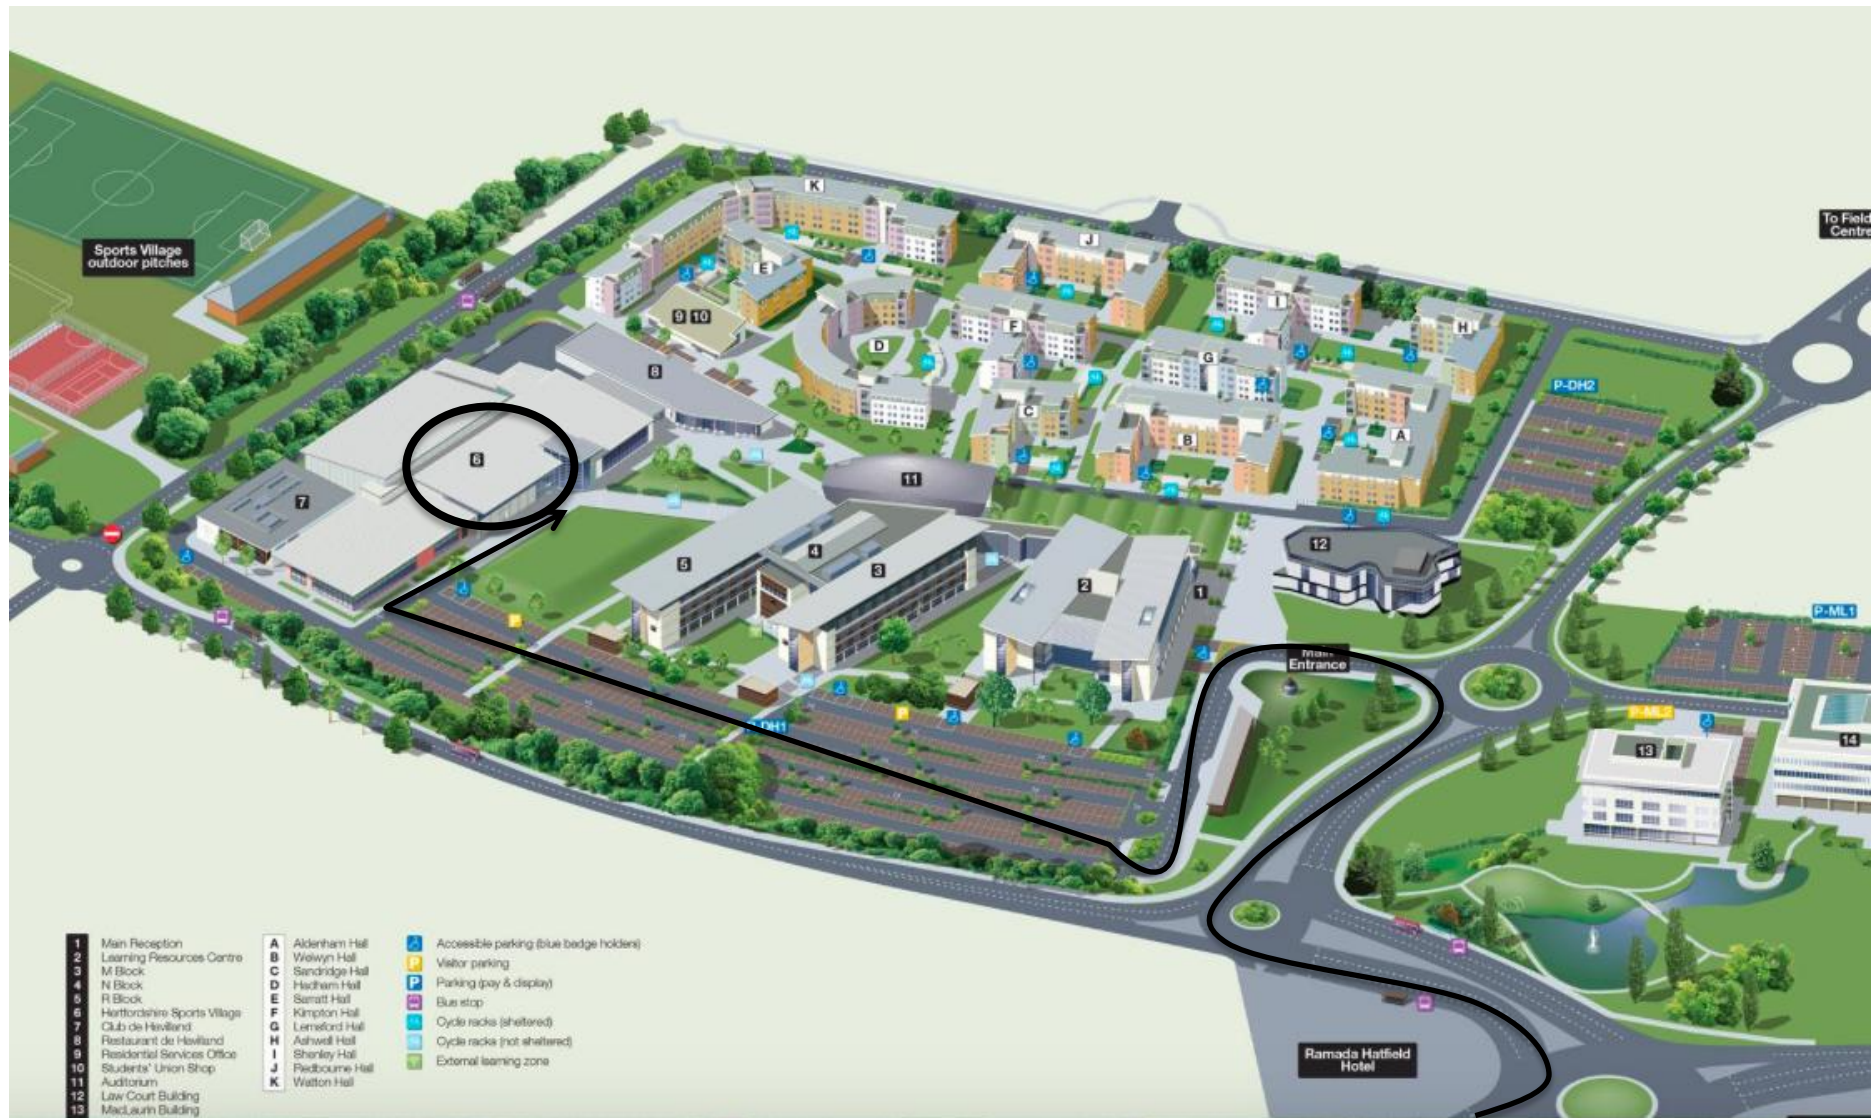 Sports Village
outdoor pitches
K
J
E
I
H
9 10
F
D
G
8
C
B
A
6
7
11
5
4
3
2
1
12
To Field
Centre
P-DH2
P-ML1
Main
Entrance
P
P
-DH1
P-ML2
13
14
Ramada Hatfield
Hotel
1 Main Reception
2 Learning Resources Centre
3 M Block
4 N Block
5 R Block
6 Hertfordshire Sports Village
7 Club de Havilland
8 Restaurant de Havilland
9 Residential Services Office
10 Students' Union Shop
11 Auditorium
12 Law Court Building
13 MacLaurin Building
A Aldenham Hall
B Welwyn Hall
C Sandridge Hall
D Hadham Hall
E Sarratt Hall
F Kimpton Hall
G Lemsford Hall
H Ashwell Hall
I Shenley Hall
J Redbourne Hall
K Walton Hall
Accessible parking (blue badge holders)
P Visitor parking
P Parking (pay & display)
Bus stop
Cycle racks (sheltered)
Cycle racks (not sheltered)
External learning zone